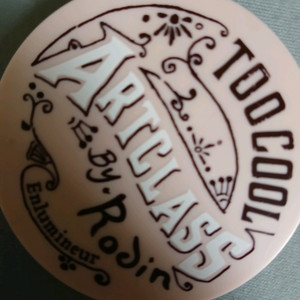 TOO COOL
ARTCLASS
BY RODIN
Enlumineur